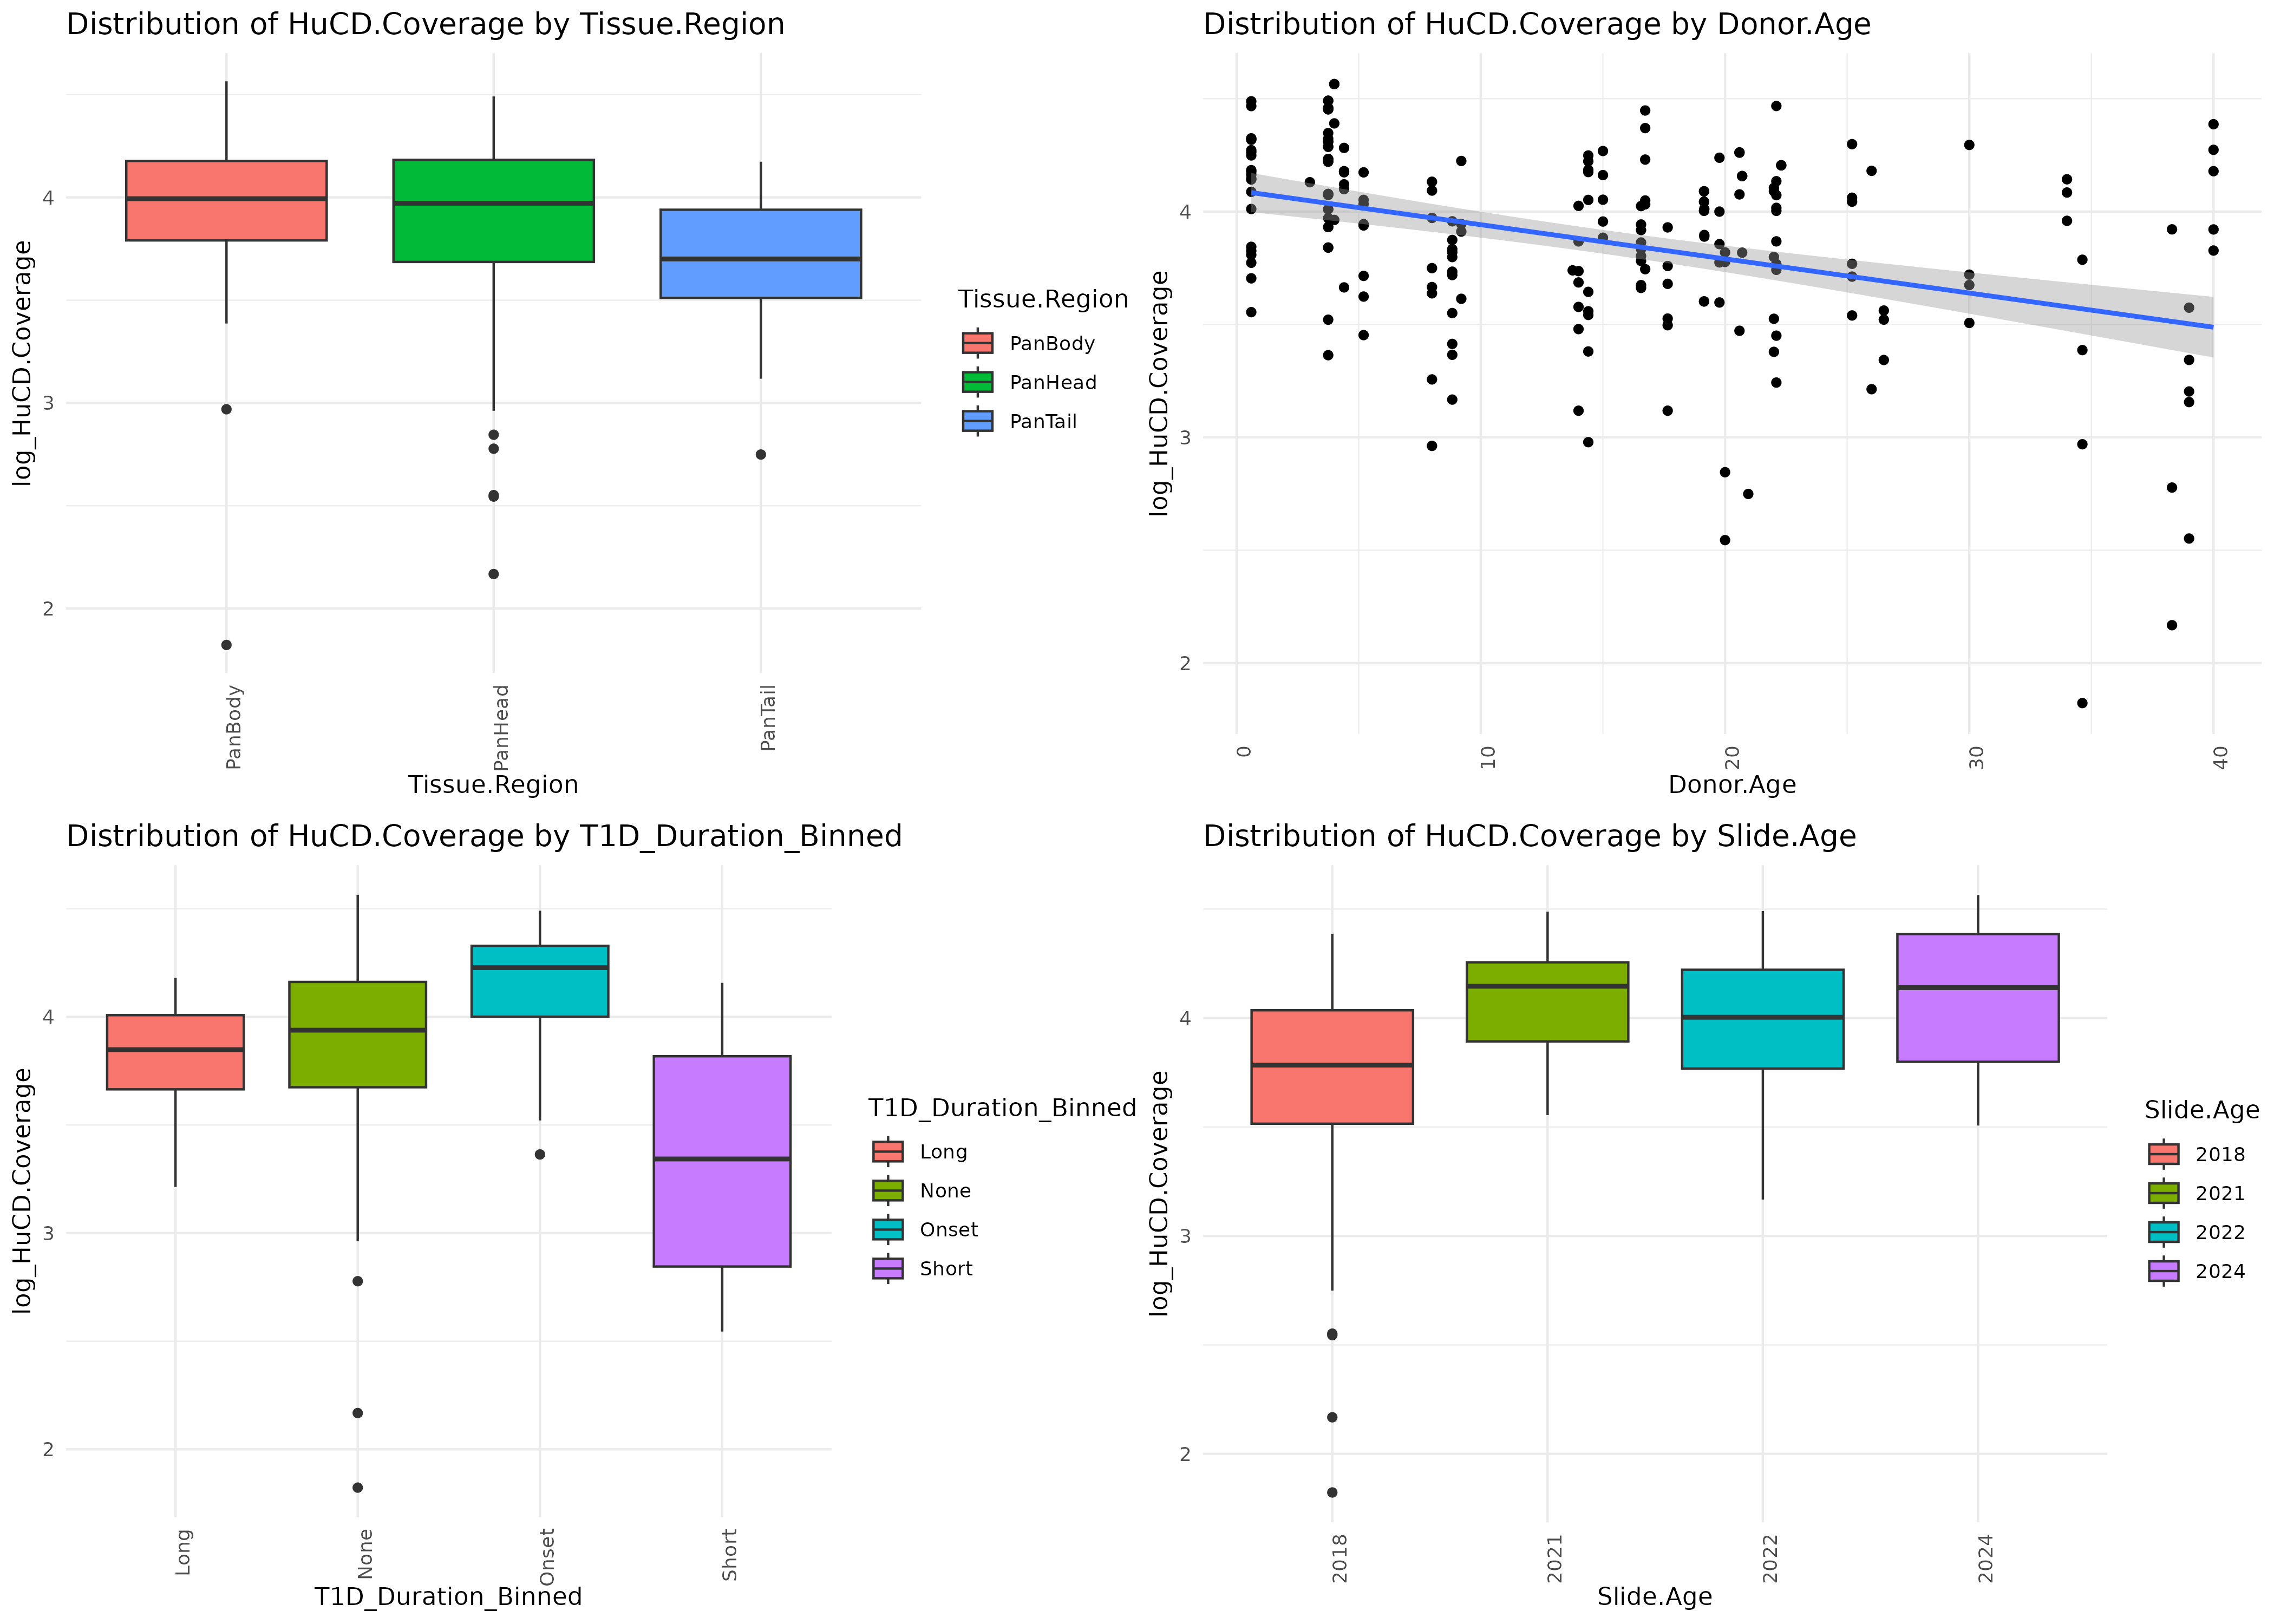 Distribution of HuCD.Coverage by Tissue.Region
log_HuCD.Coverage
4
3
2
PanBody
PanHead
PanTail
Tissue.Region
Tissue.Region
PanBody
PanHead
PanTail
Distribution of HuCD.Coverage by Donor.Age
log_HuCD.Coverage
4
3
2
0
10
20
30
40
Donor.Age
Distribution of HuCD.Coverage by T1D_Duration_Binned
log_HuCD.Coverage
4
3
2
Long
None
Onset
Short
T1D_Duration_Binned
T1D_Duration_Binned
Long
None
Onset
Short
Distribution of HuCD.Coverage by Slide.Age
log_HuCD.Coverage
4
3
2
2018
2021
2022
2024
Slide.Age
Slide.Age
2018
2021
2022
2024